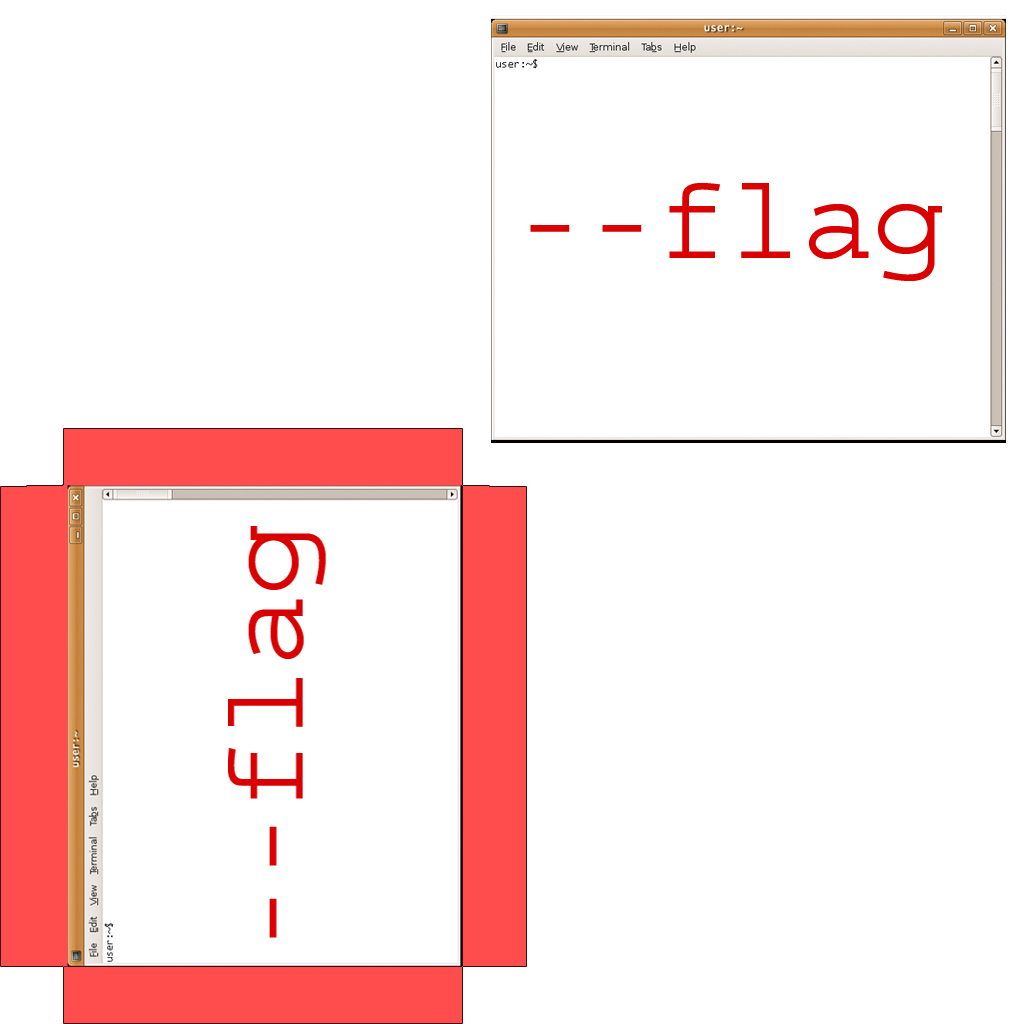 user:~
File Edit View Terminal Tabs Help
user:~$
--flag
user:~
File Edit View Terminal Tabs Help
user:~$
--flag